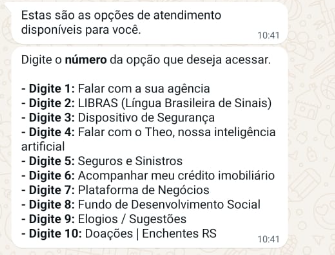 Estas são as opções de atendimento
disponíveis para você.
10:41
Digite o número da opção que deseja acessar.
- Digite 1: Falar com a sua agência
- Digite 2: LIBRAS (Língua Brasileira de Sinais)
- Digite 3: Dispositivo de Segurança
- Digite 4: Falar com o Theo, nossa inteligência
artificial
- Digite 5: Seguros e Sinistros
- Digite 6: Acompanhar meu crédito imobiliário
- Digite 7: Plataforma de Negócios
- Digite 8: Fundo de Desenvolvimento Social
- Digite 9: Elogios / Sugestões
- Digite 10: Doações | Enchentes RS
10:41